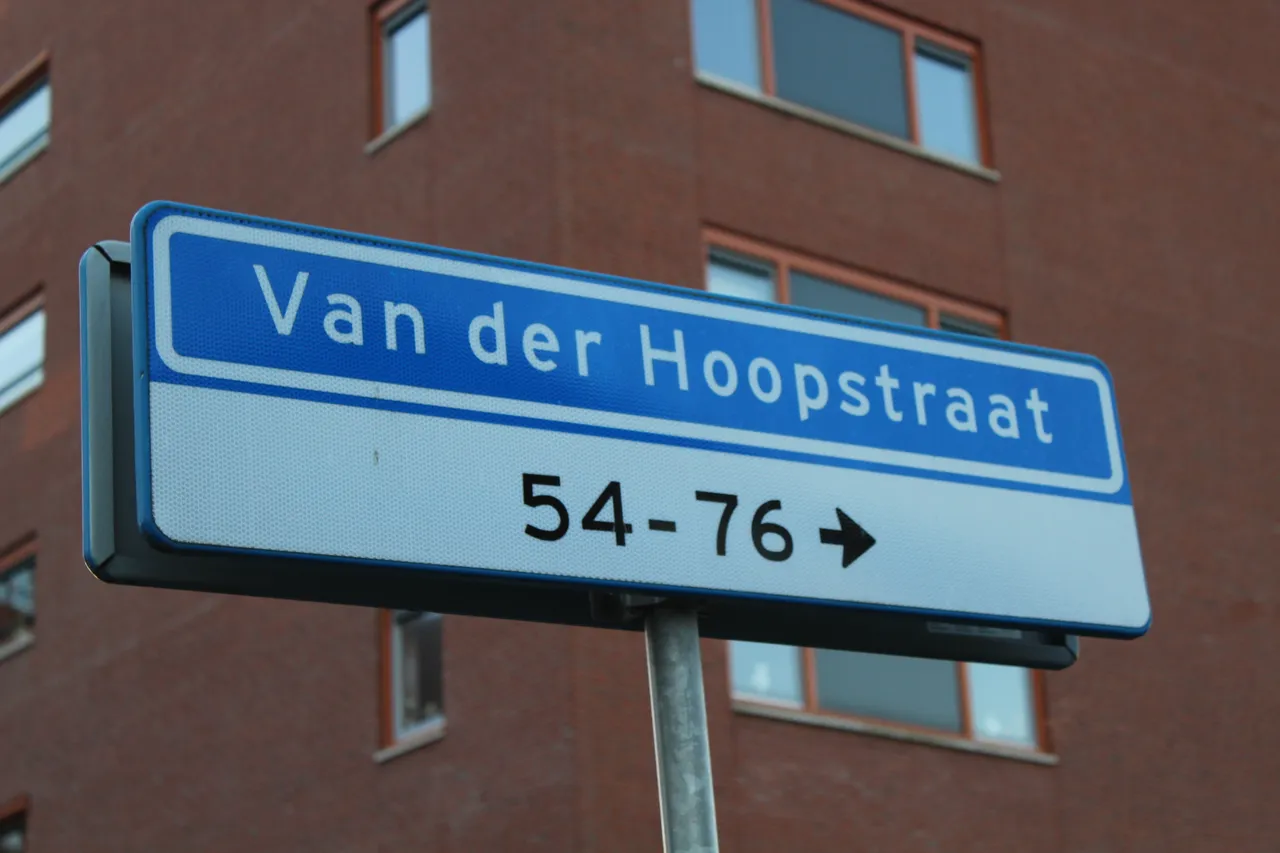 Van der Hoopstraat
54-76 →